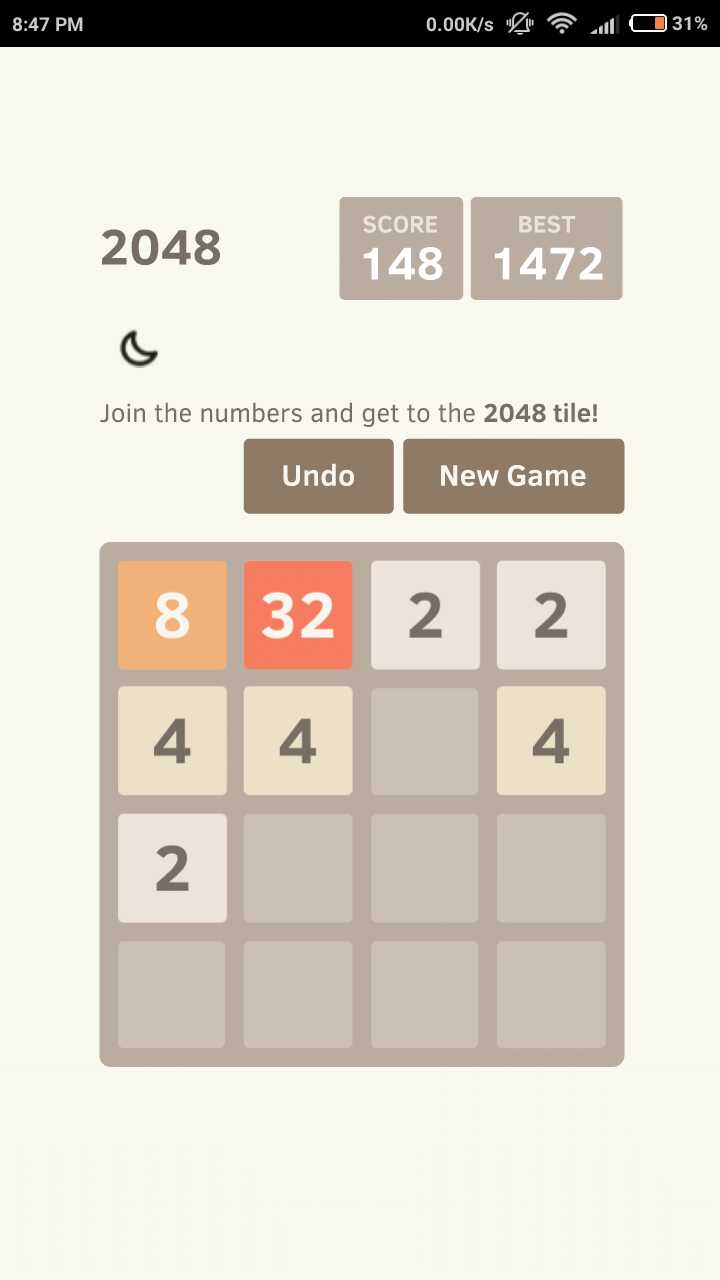 8:47 PM 0.00K/s 31%
2048
SCORE BEST
148 1472
Join the numbers and get to the 2048 tile!
Undo New Game
8 32 2 2
4 4 4
2